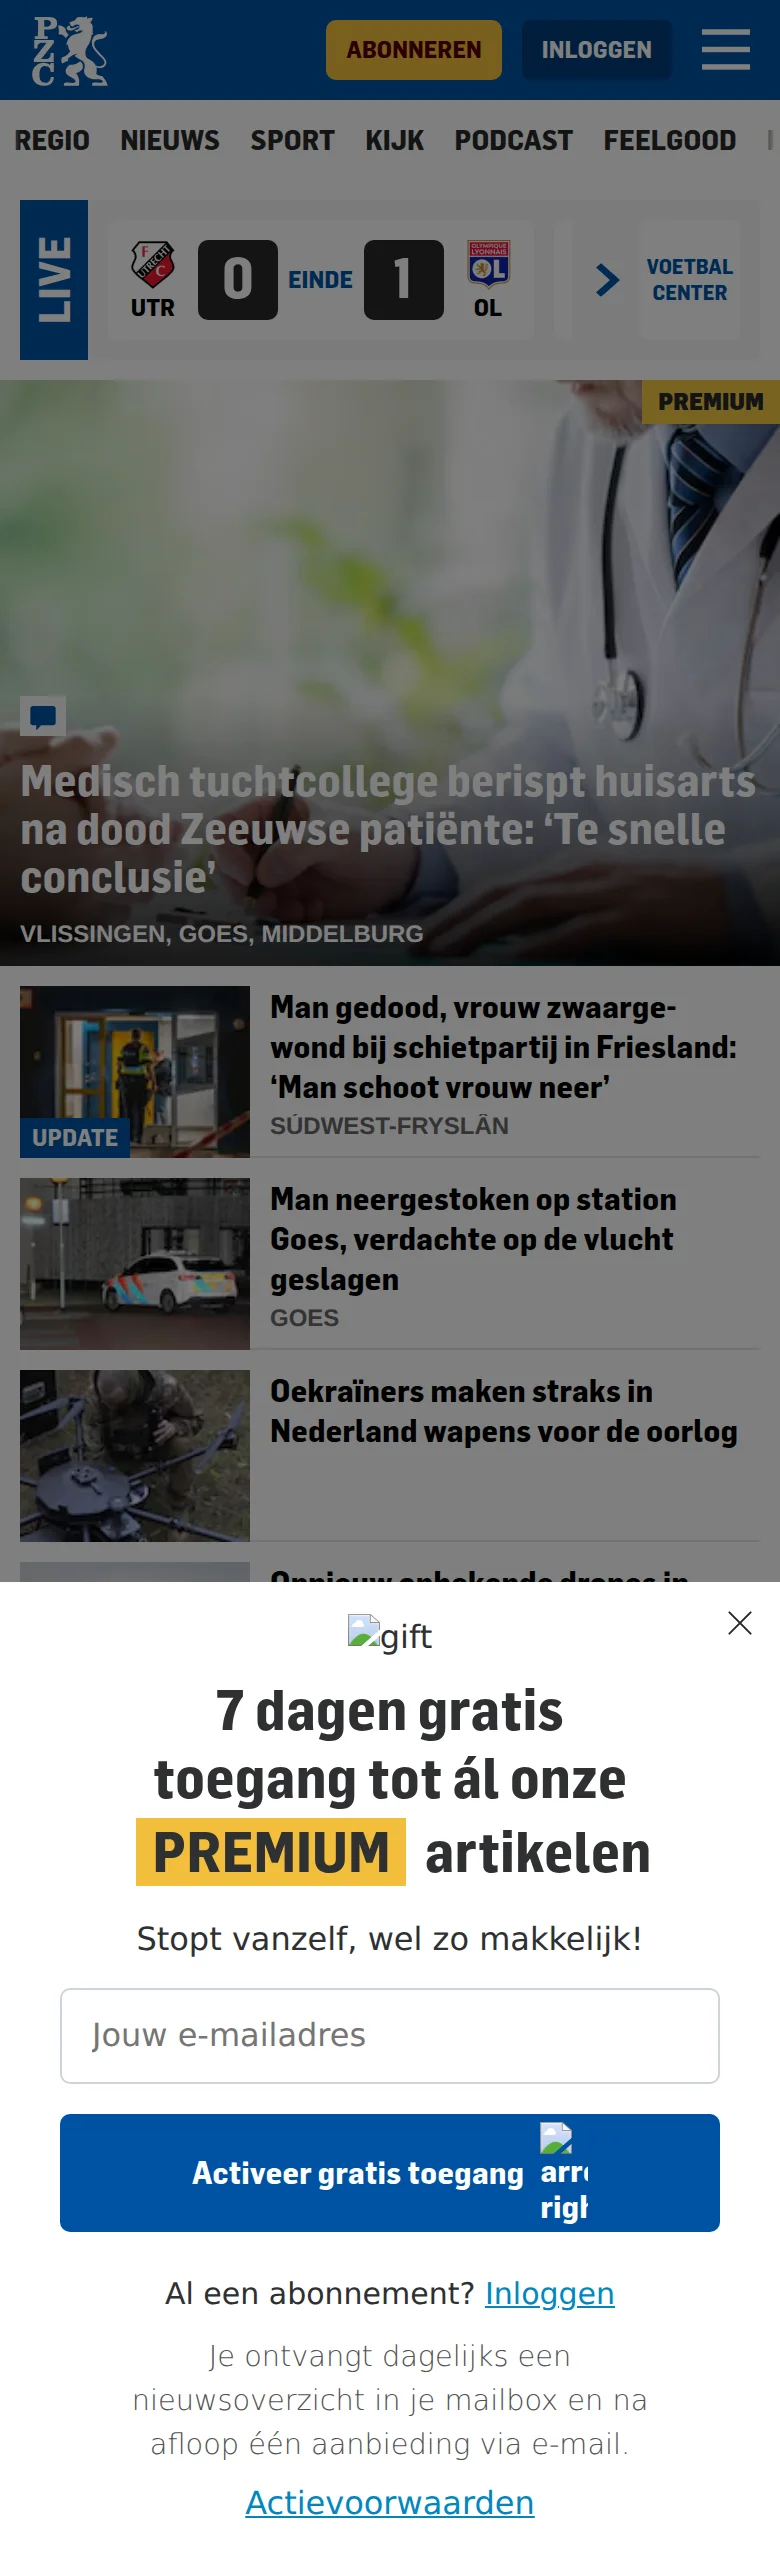 PZC
ABONNEREN
INLOGGEN
REGIO NIEUWS SPORT KIJK PODCAST FEELGOOD
LIVE
UTR
0
EINDE
1
OL
VOETBAL
CENTER
PREMIUM
Medisch tuchtcollege berispt huisarts
na dood Zeeuwse patiënte: ‘Te snelle
conclusie’
VLISSINGEN, GOES, MIDDELBURG
Man gedood, vrouw zwaarge-
wond bij schietpartij in Friesland:
‘Man schoot vrouw neer’
SÚDWEST-FRYSLÂN
UPDATE
Man neergestoken op station
Goes, verdachte op de vlucht
geslagen
GOES
Oekraïners maken straks in
Nederland wapens voor de oorlog
gift
7 dagen gratis
toegang tot ál onze
PREMIUM artikelen
Stopt vanzelf, wel zo makkelijk!
Jouw e-mailadres
Activeer gratis toegang
Al een abonnement? Inloggen
Je ontvangt dagelijks een
nieuwsoverzicht in je mailbox en na
afloop één aanbieding via e-mail.
Actievoorwaarden